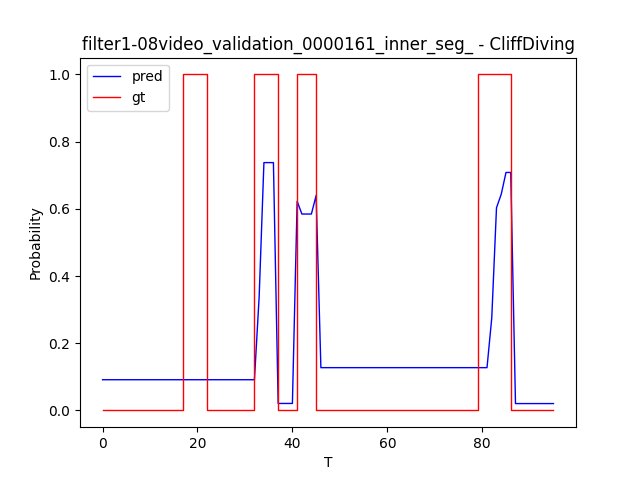 filter1-08video_validation_0000161_inner_seg_ - CliffDiving
pred
gt
1.0
0.8
0.6
0.4
0.2
0.0
Probability
0 20 40 60 80
T